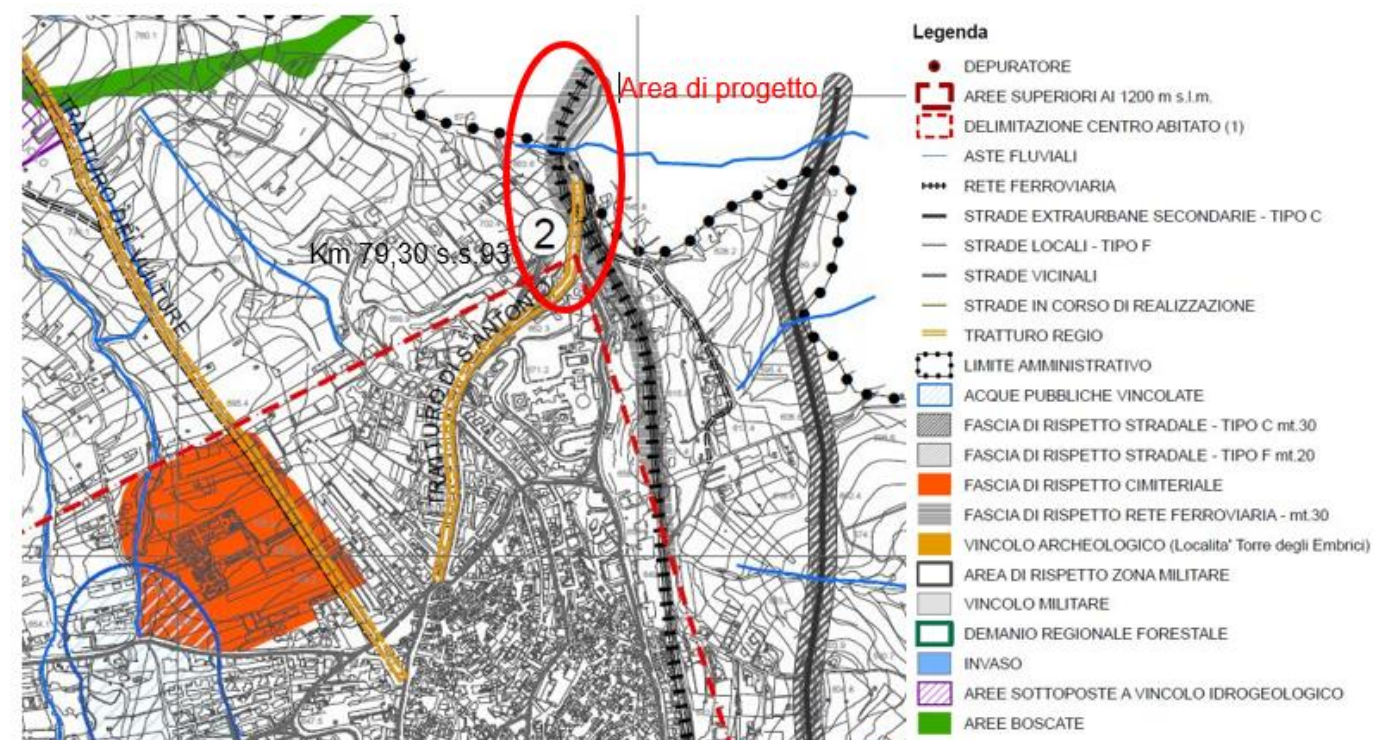 Area di progetto
Km 79,30 s.s.93
2
TRATTURO DEL VULTURE
TRATTURO DI S. ANTONIO
Legenda
DEPURATORE
AREE SUPERIORI AI 1200 m s.l.m.
DELIMITAZIONE CENTRO ABITATO (1)
ASTE FLUVIALI
RETE FERROVIARIA
STRADE EXTRAURBANE SECONDARIE - TIPO C
STRADE LOCALI - TIPO F
STRADE VICINALI
STRADE IN CORSO DI REALIZZAZIONE
TRATTURO REGIO
LIMITE AMMINISTRATIVO
ACQUE PUBBLICHE VINCOLATE
FASCIA DI RISPETTO STRADALE - TIPO C mt.30
FASCIA DI RISPETTO STRADALE - TIPO F mt.20
FASCIA DI RISPETTO CIMITERIALE
FASCIA DI RISPETTO RETE FERROVIARIA - mt.30
VINCOLO ARCHEOLOGICO (Localita' Torre degli Embrici)
AREA DI RISPETTO ZONA MILITARE
VINCOLO MILITARE
DEMANIO REGIONALE FORESTALE
INVASO
AREE SOTTOPOSTE A VINCOLO IDROGEOLOGICO
AREE BOSCATE